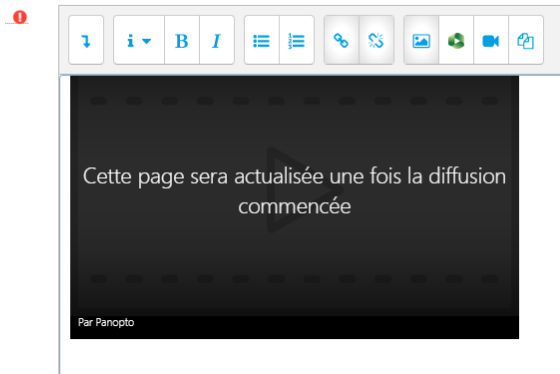 i B I
Cette page sera actualisée une fois la diffusion
commencée
Par Panopto